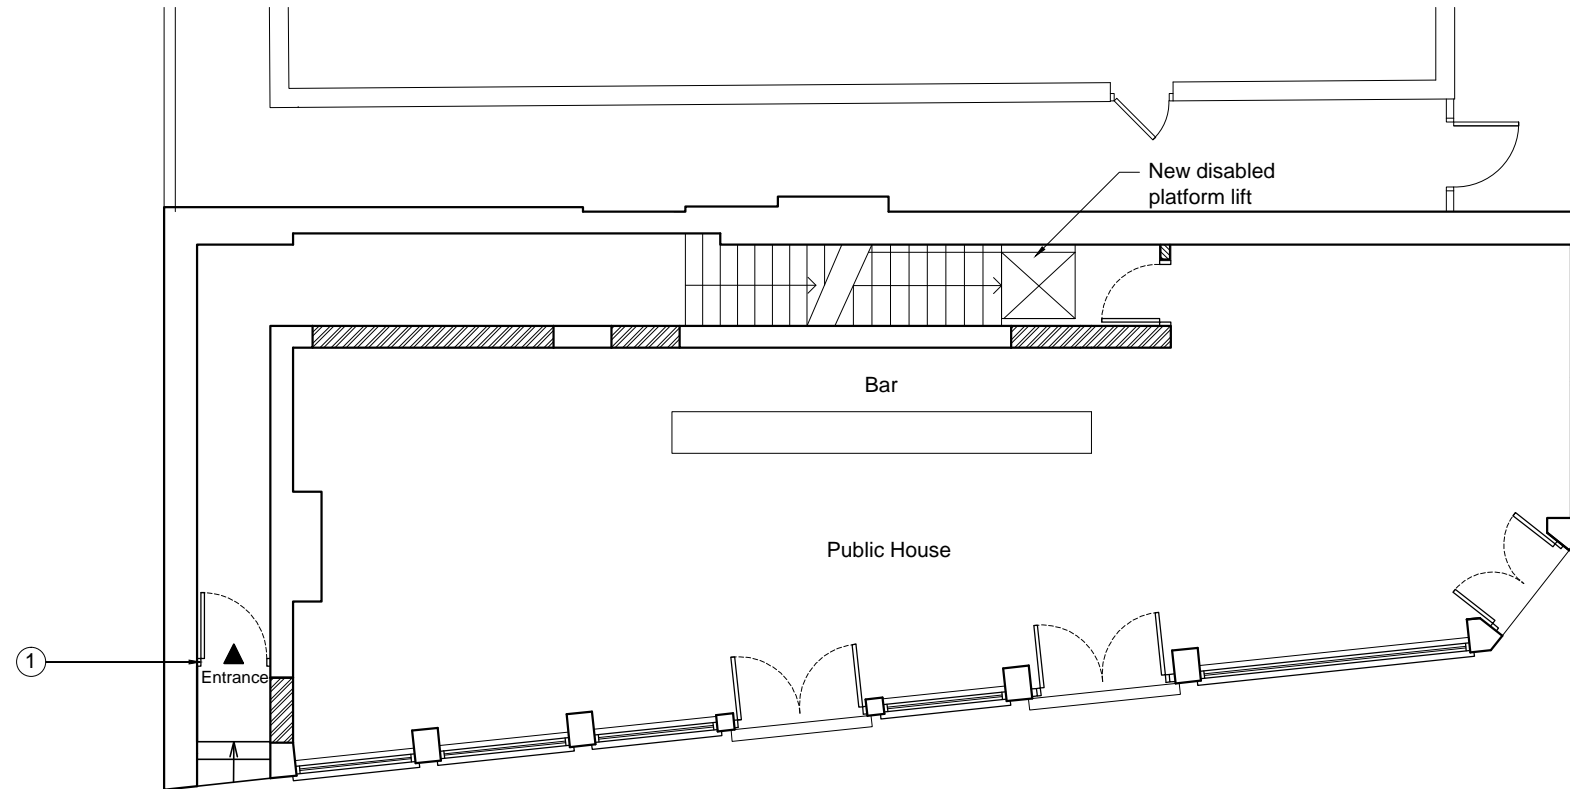 New disabled
platform lift
Bar
Public House
1
Entrance